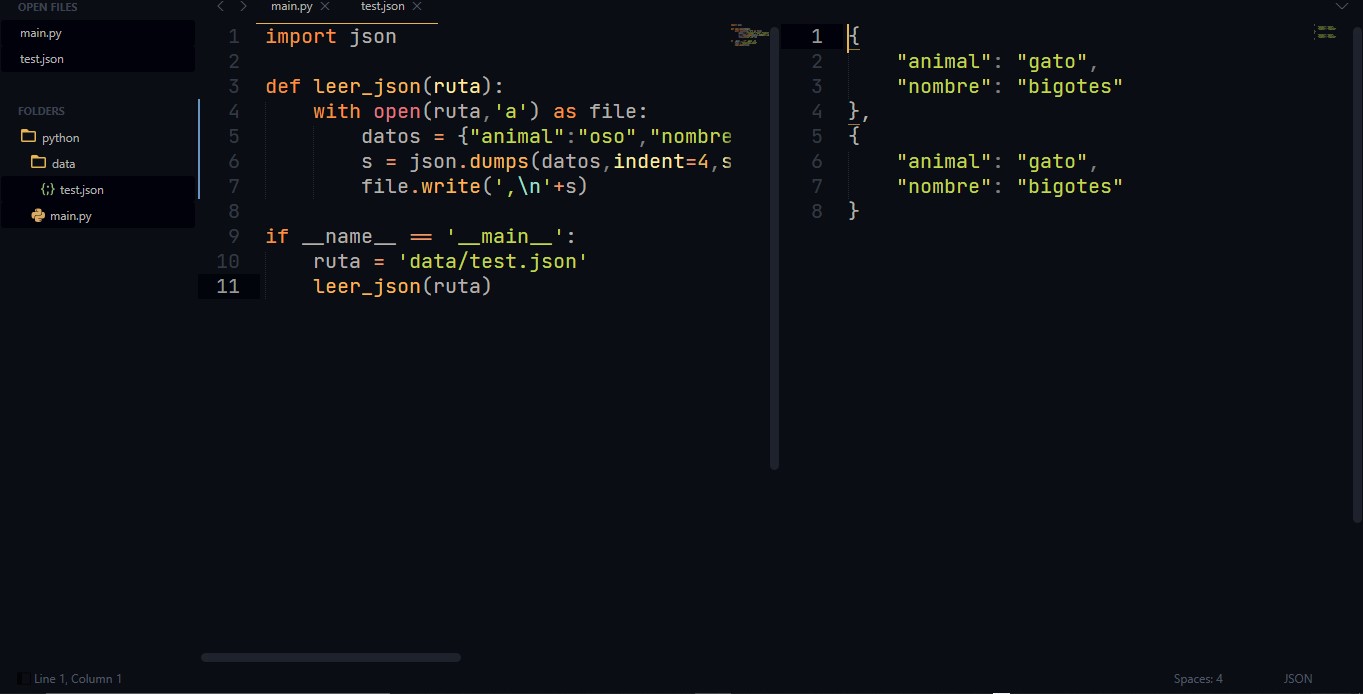 OPEN FILES
main.py
test.json
FOLDERS
python
data
test.json
main.py
main.py test.json
1 import json
2
3 def leer_json(ruta):
4 with open(ruta,'a') as file:
5 datos = {"animal":"oso","nombre
6 s = json.dumps(datos,indent=4,s
7 file.write(',\n'+s)
8
9 if __name__ == '__main__':
10 ruta = 'data/test.json'
11 leer_json(ruta)
1 {
2 "animal": "gato",
3 "nombre": "bigotes"
4 },
5 {
6 "animal": "gato",
7 "nombre": "bigotes"
8 }
Line 1, Column 1
Spaces: 4
JSON